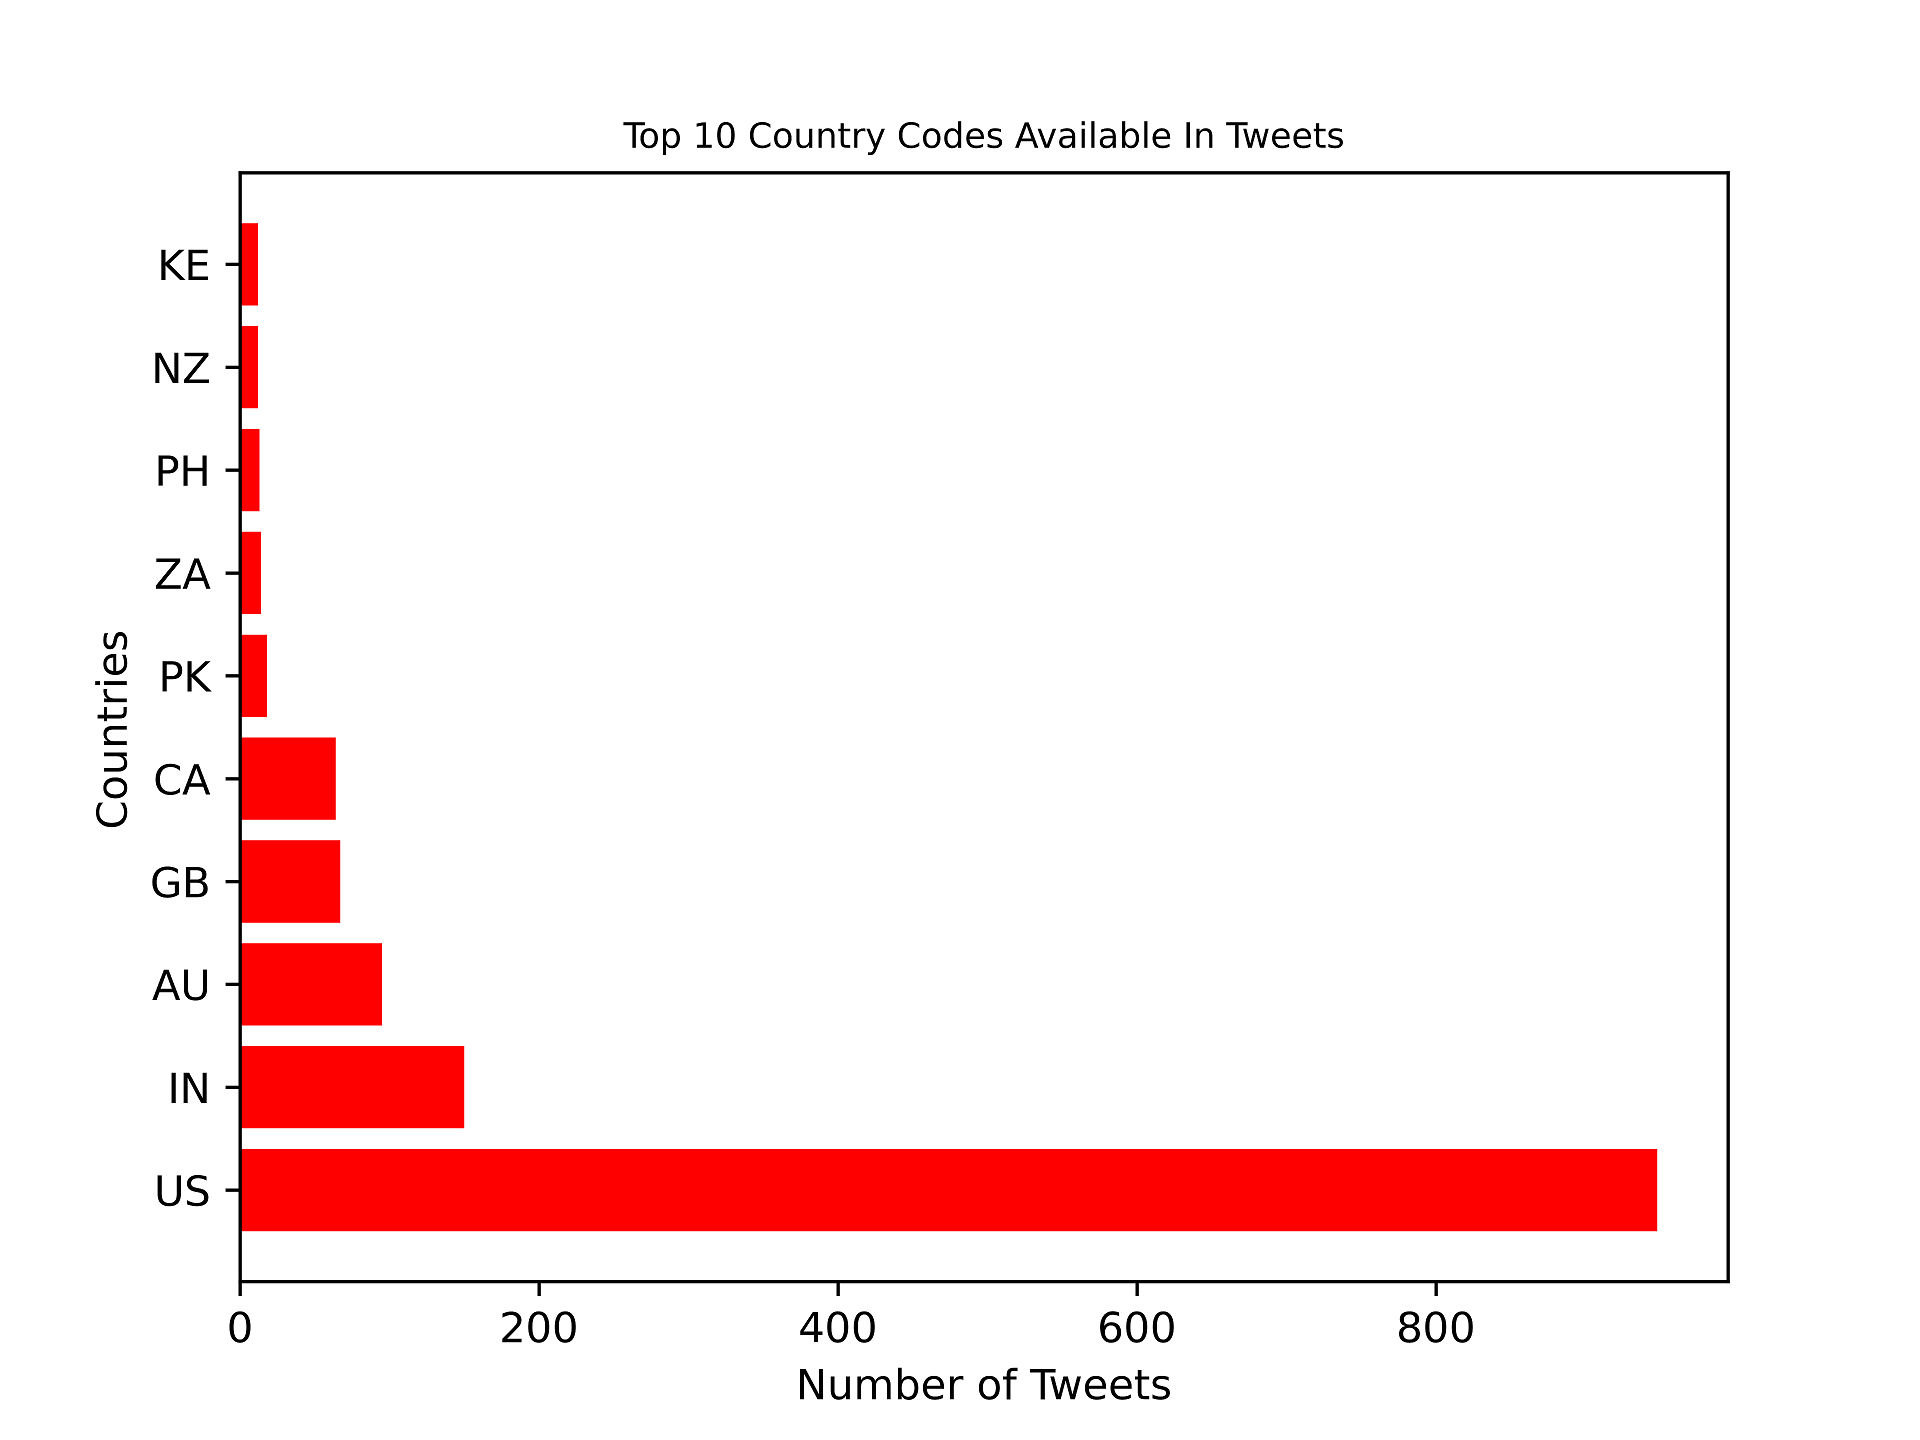 Top 10 Country Codes Available In Tweets
KE
NZ
PH
ZA
PK
CA
GB
AU
IN
US
Countries
0 200 400 600 800
Number of Tweets